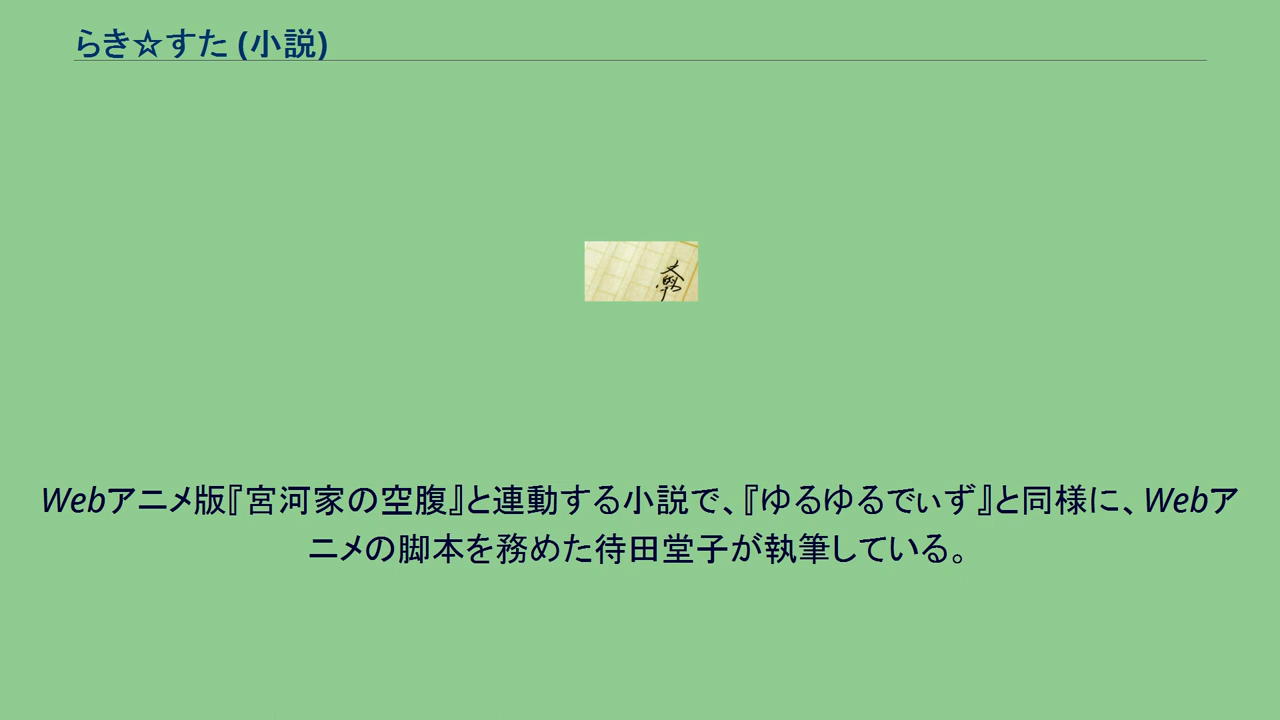 らき☆すた (小説)
Webアニメ版『宮河家の空腹』と連動する小説で、『ゆるゆるでぃず』と同様に、Webア
ニメの脚本を務めた待田堂子が執筆している。